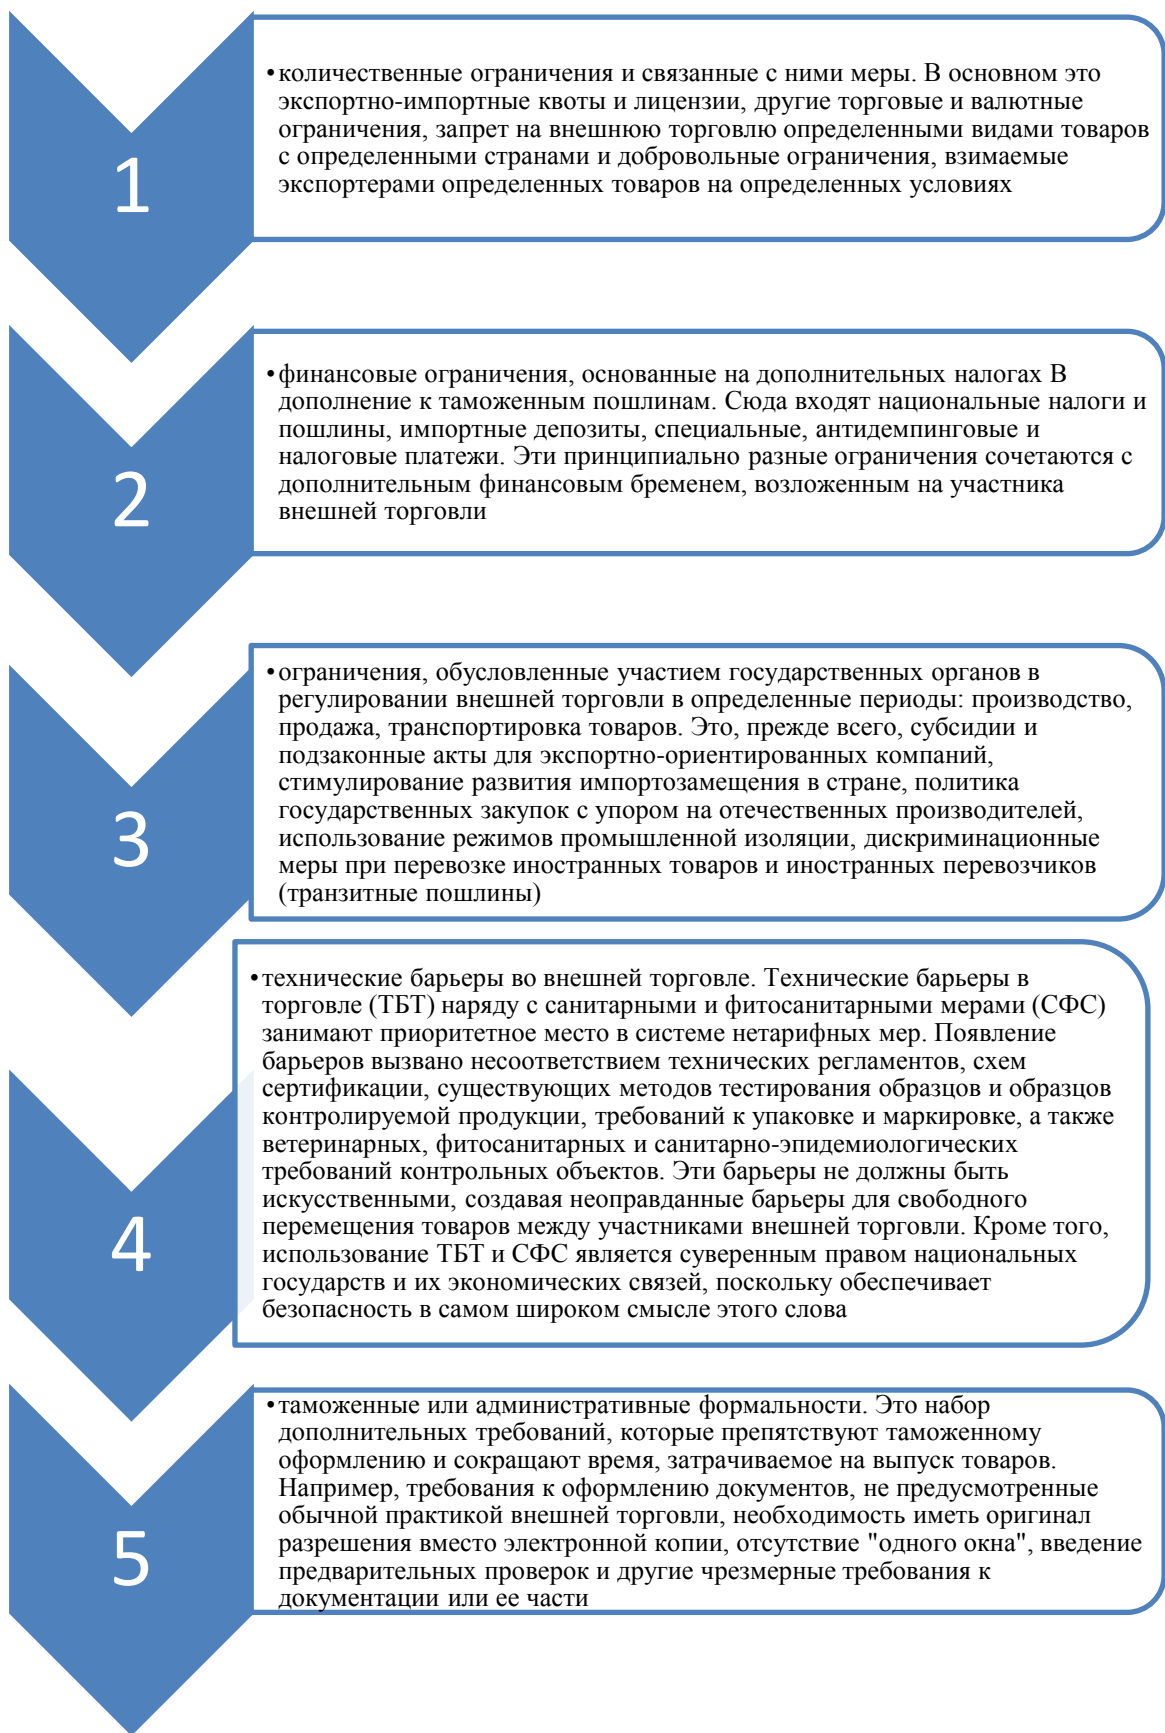 1
•количественные ограничения и связанные с ними меры. В основном это
экспортно-импортные квоты и лицензии, другие торговые и валютные
ограничения, запрет на внешнюю торговлю определенными видами товаров
с определенными странами и добровольные ограничения, взимаемые
экспортерами определенных товаров на определенных условиях
2
•финансовые ограничения, основанные на дополнительных налогах В
дополнение к таможенным пошлинам. Сюда входят национальные налоги и
пошлины, импортные депозиты, специальные, антидемпинговые и
налоговые платежи. Эти принципиально разные ограничения сочетаются с
дополнительным финансовым бременем, возложенным на участника
внешней торговли
3
•ограничения, обусловленные участием государственных органов в
регулировании внешней торговли в определенные периоды: производство,
продажа, транспортировка товаров. Это, прежде всего, субсидии и
подзаконные акты для экспортно-ориентированных компаний,
стимулирование развития импортозамещения в стране, политика
государственных закупок с упором на отечественных производителей,
использование режимов промышленной изоляции, дискриминационные
меры при перевозке иностранных товаров и иностранных перевозчиков
(транзитные пошлины)
4
•технические барьеры во внешней торговле. Технические барьеры в
торговле (ТБТ) наряду с санитарными и фитосанитарными мерами (СФС)
занимают приоритетное место в системе нетарифных мер. Появление
барьеров вызвано несоответствием технических регламентов, схем
сертификации, существующих методов тестирования образцов и образцов
контролируемой продукции, требований к упаковке и маркировке, а также
ветеринарных, фитосанитарных и санитарно-эпидемиологических
требований контрольных объектов. Эти барьеры не должны быть
искусственными, создавая неоправданные барьеры для свободного
перемещения товаров между участниками внешней торговли. Кроме того,
использование ТБТ и СФС является суверенным правом национальных
государств и их экономических связей, поскольку обеспечивает
безопасность в самом широком смысле этого слова
5
•таможенные или административные формальности. Это набор
дополнительных требований, которые препятствуют таможенному
оформлению и сокращают время, затрачиваемое на выпуск товаров.
Например, требования к оформлению документов, не предусмотренные
обычной практикой внешней торговли, необходимость иметь оригинал
разрешения вместо электронной копии, отсутствие "одного окна", введение
предварительных проверок и другие чрезмерные требования к
документации или ее части